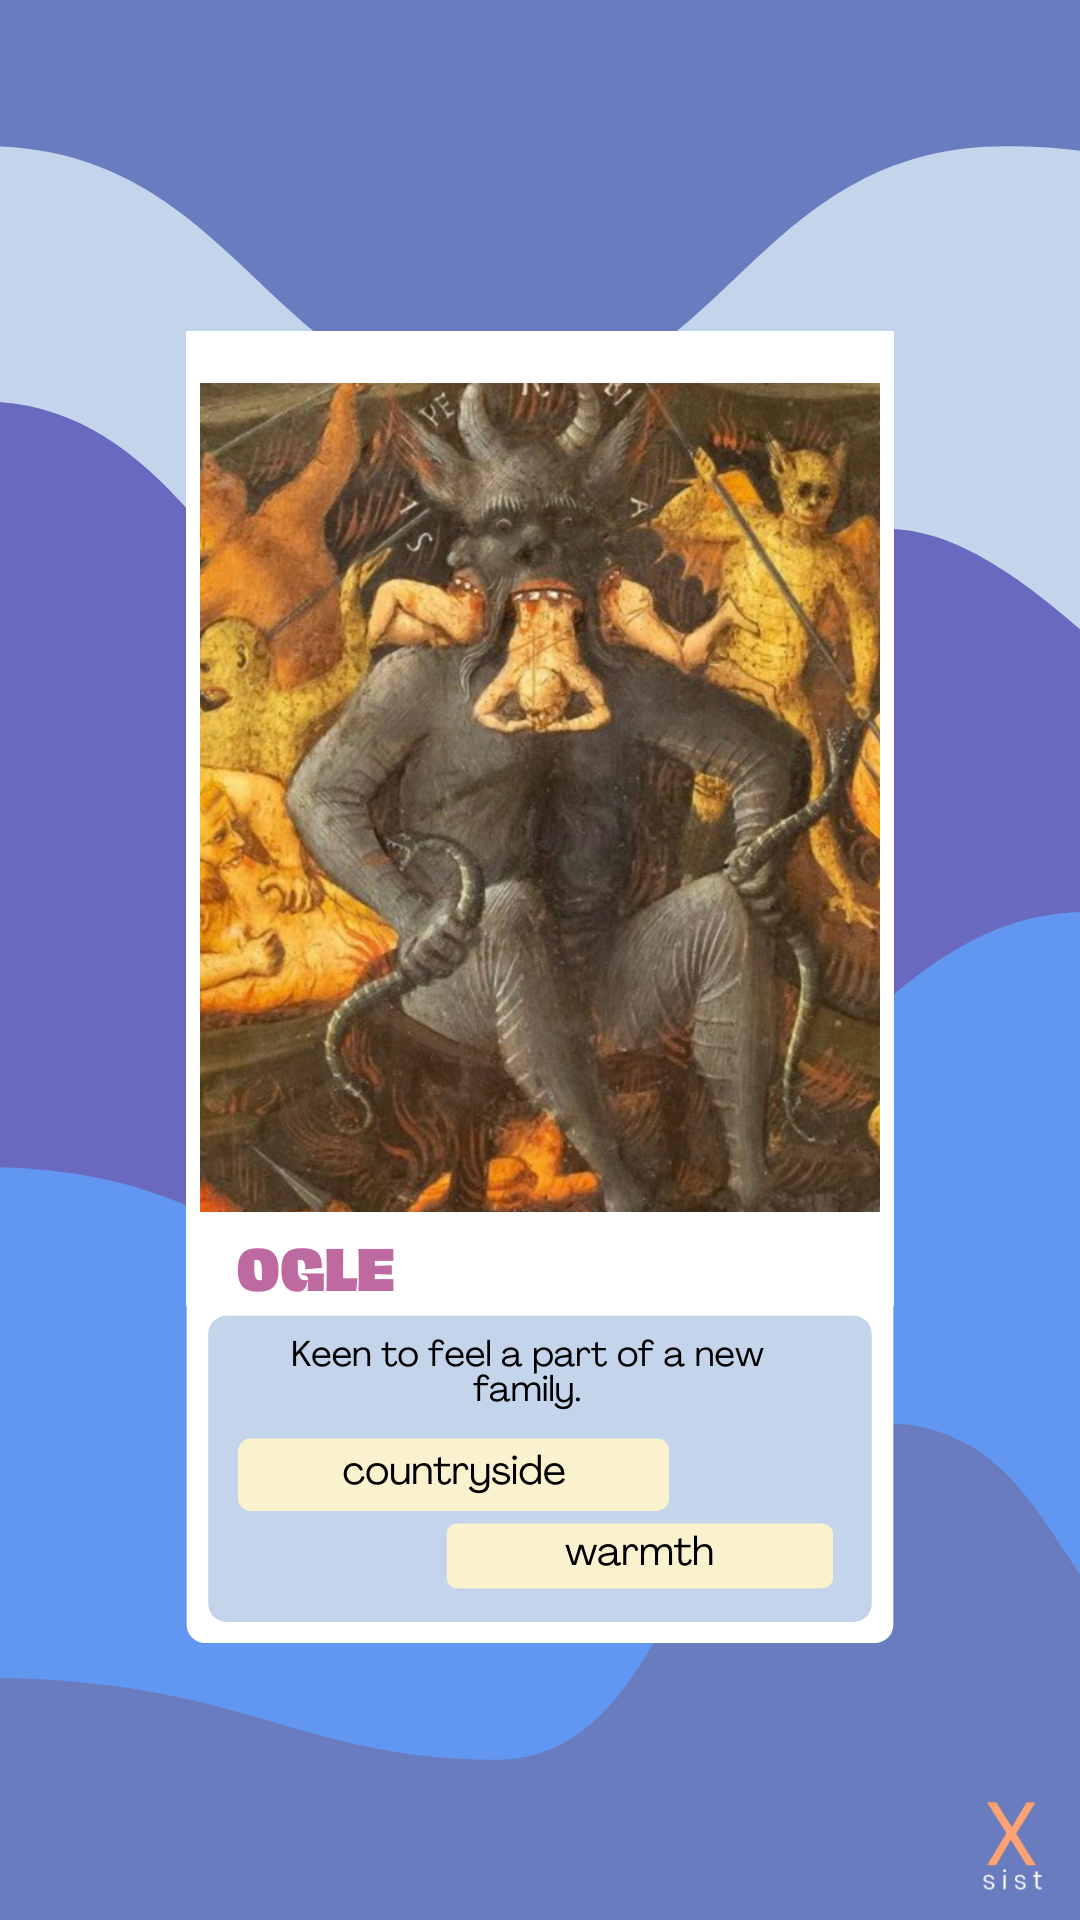 OGLE
Keen to feel a part of a new
family.
countryside
warmth
X
sist